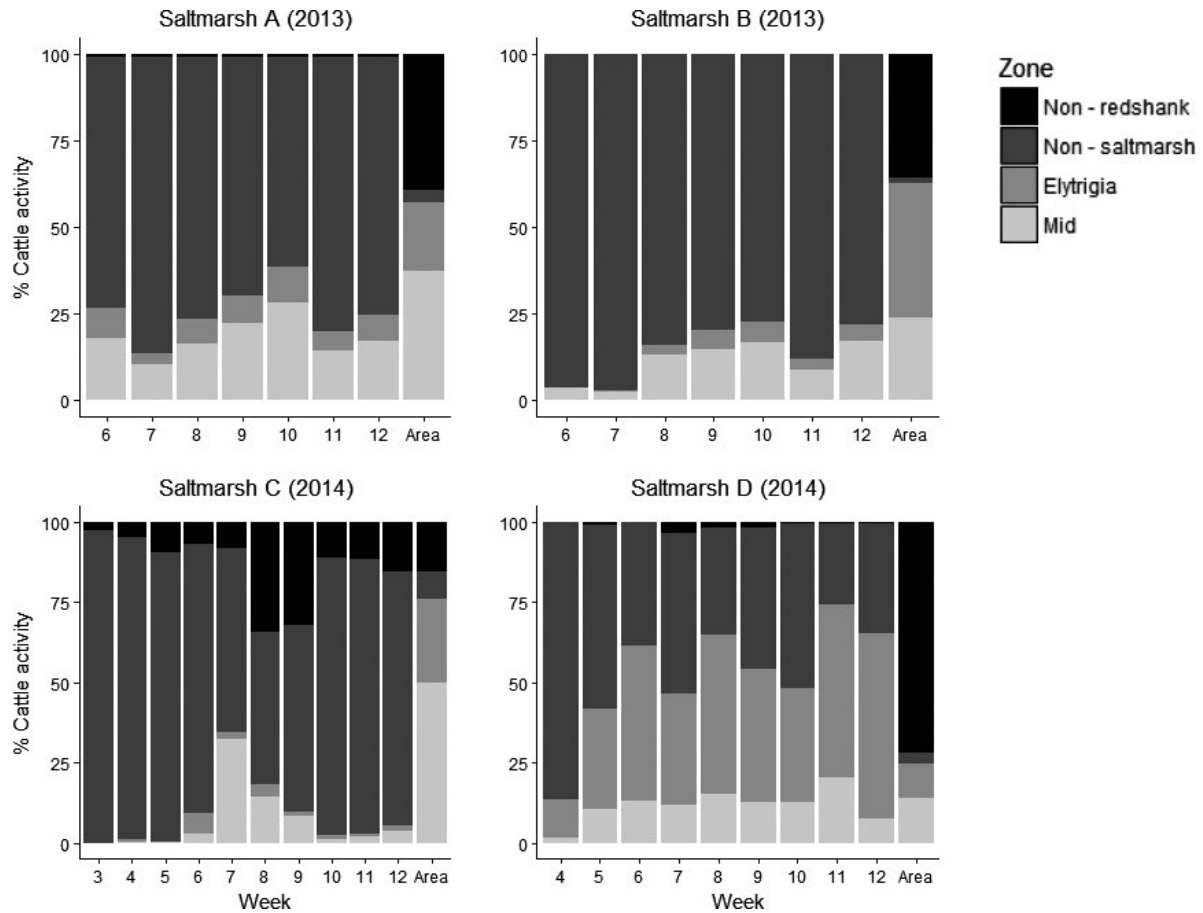 Saltmarsh A (2013)
100
75
50
25
0
% Cattle activity
6 7 8 9 10 11 12 Area
Saltmarsh B (2013)
100
75
50
25
0
6 7 8 9 10 11 12 Area
Zone
Non - redshank
Non - saltmarsh
Elytrigia
Mid
Saltmarsh C (2014)
100
75
50
25
0
% Cattle activity
3 4 5 6 7 8 9 10 11 12 Area
Week
Saltmarsh D (2014)
100
75
50
25
0
4 5 6 7 8 9 10 11 12 Area
Week